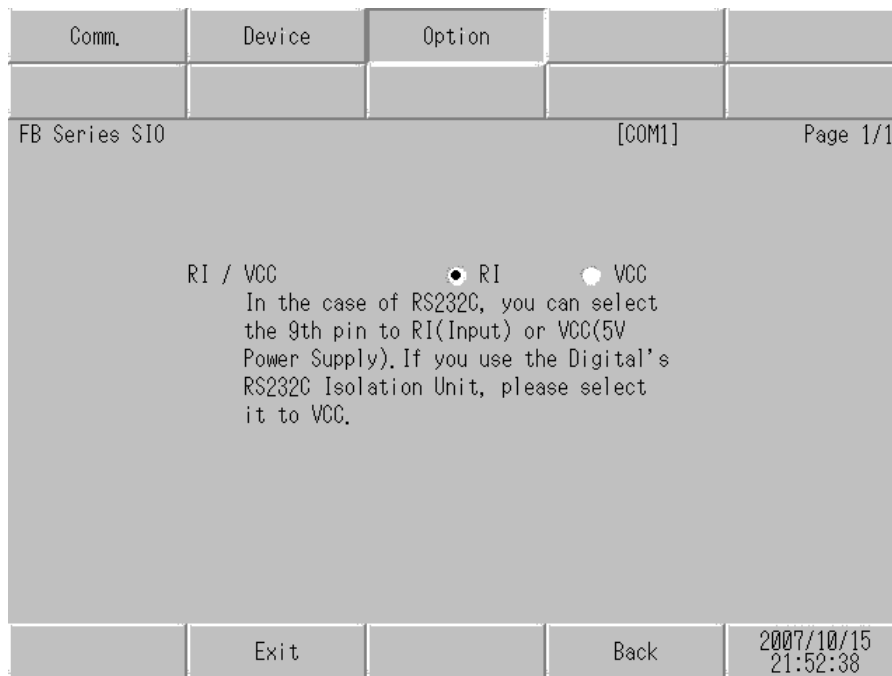 Comm. Device Option
FB Series SIO [COM1] Page 1/1
RI / VCC RI VCC
In the case of RS232C, you can select
the 9th pin to RI(Input) or VCC(5V
Power Supply).If you use the Digital's
RS232C Isolation Unit, please select
it to VCC.
Exit Back 2007/10/15
21:52:38